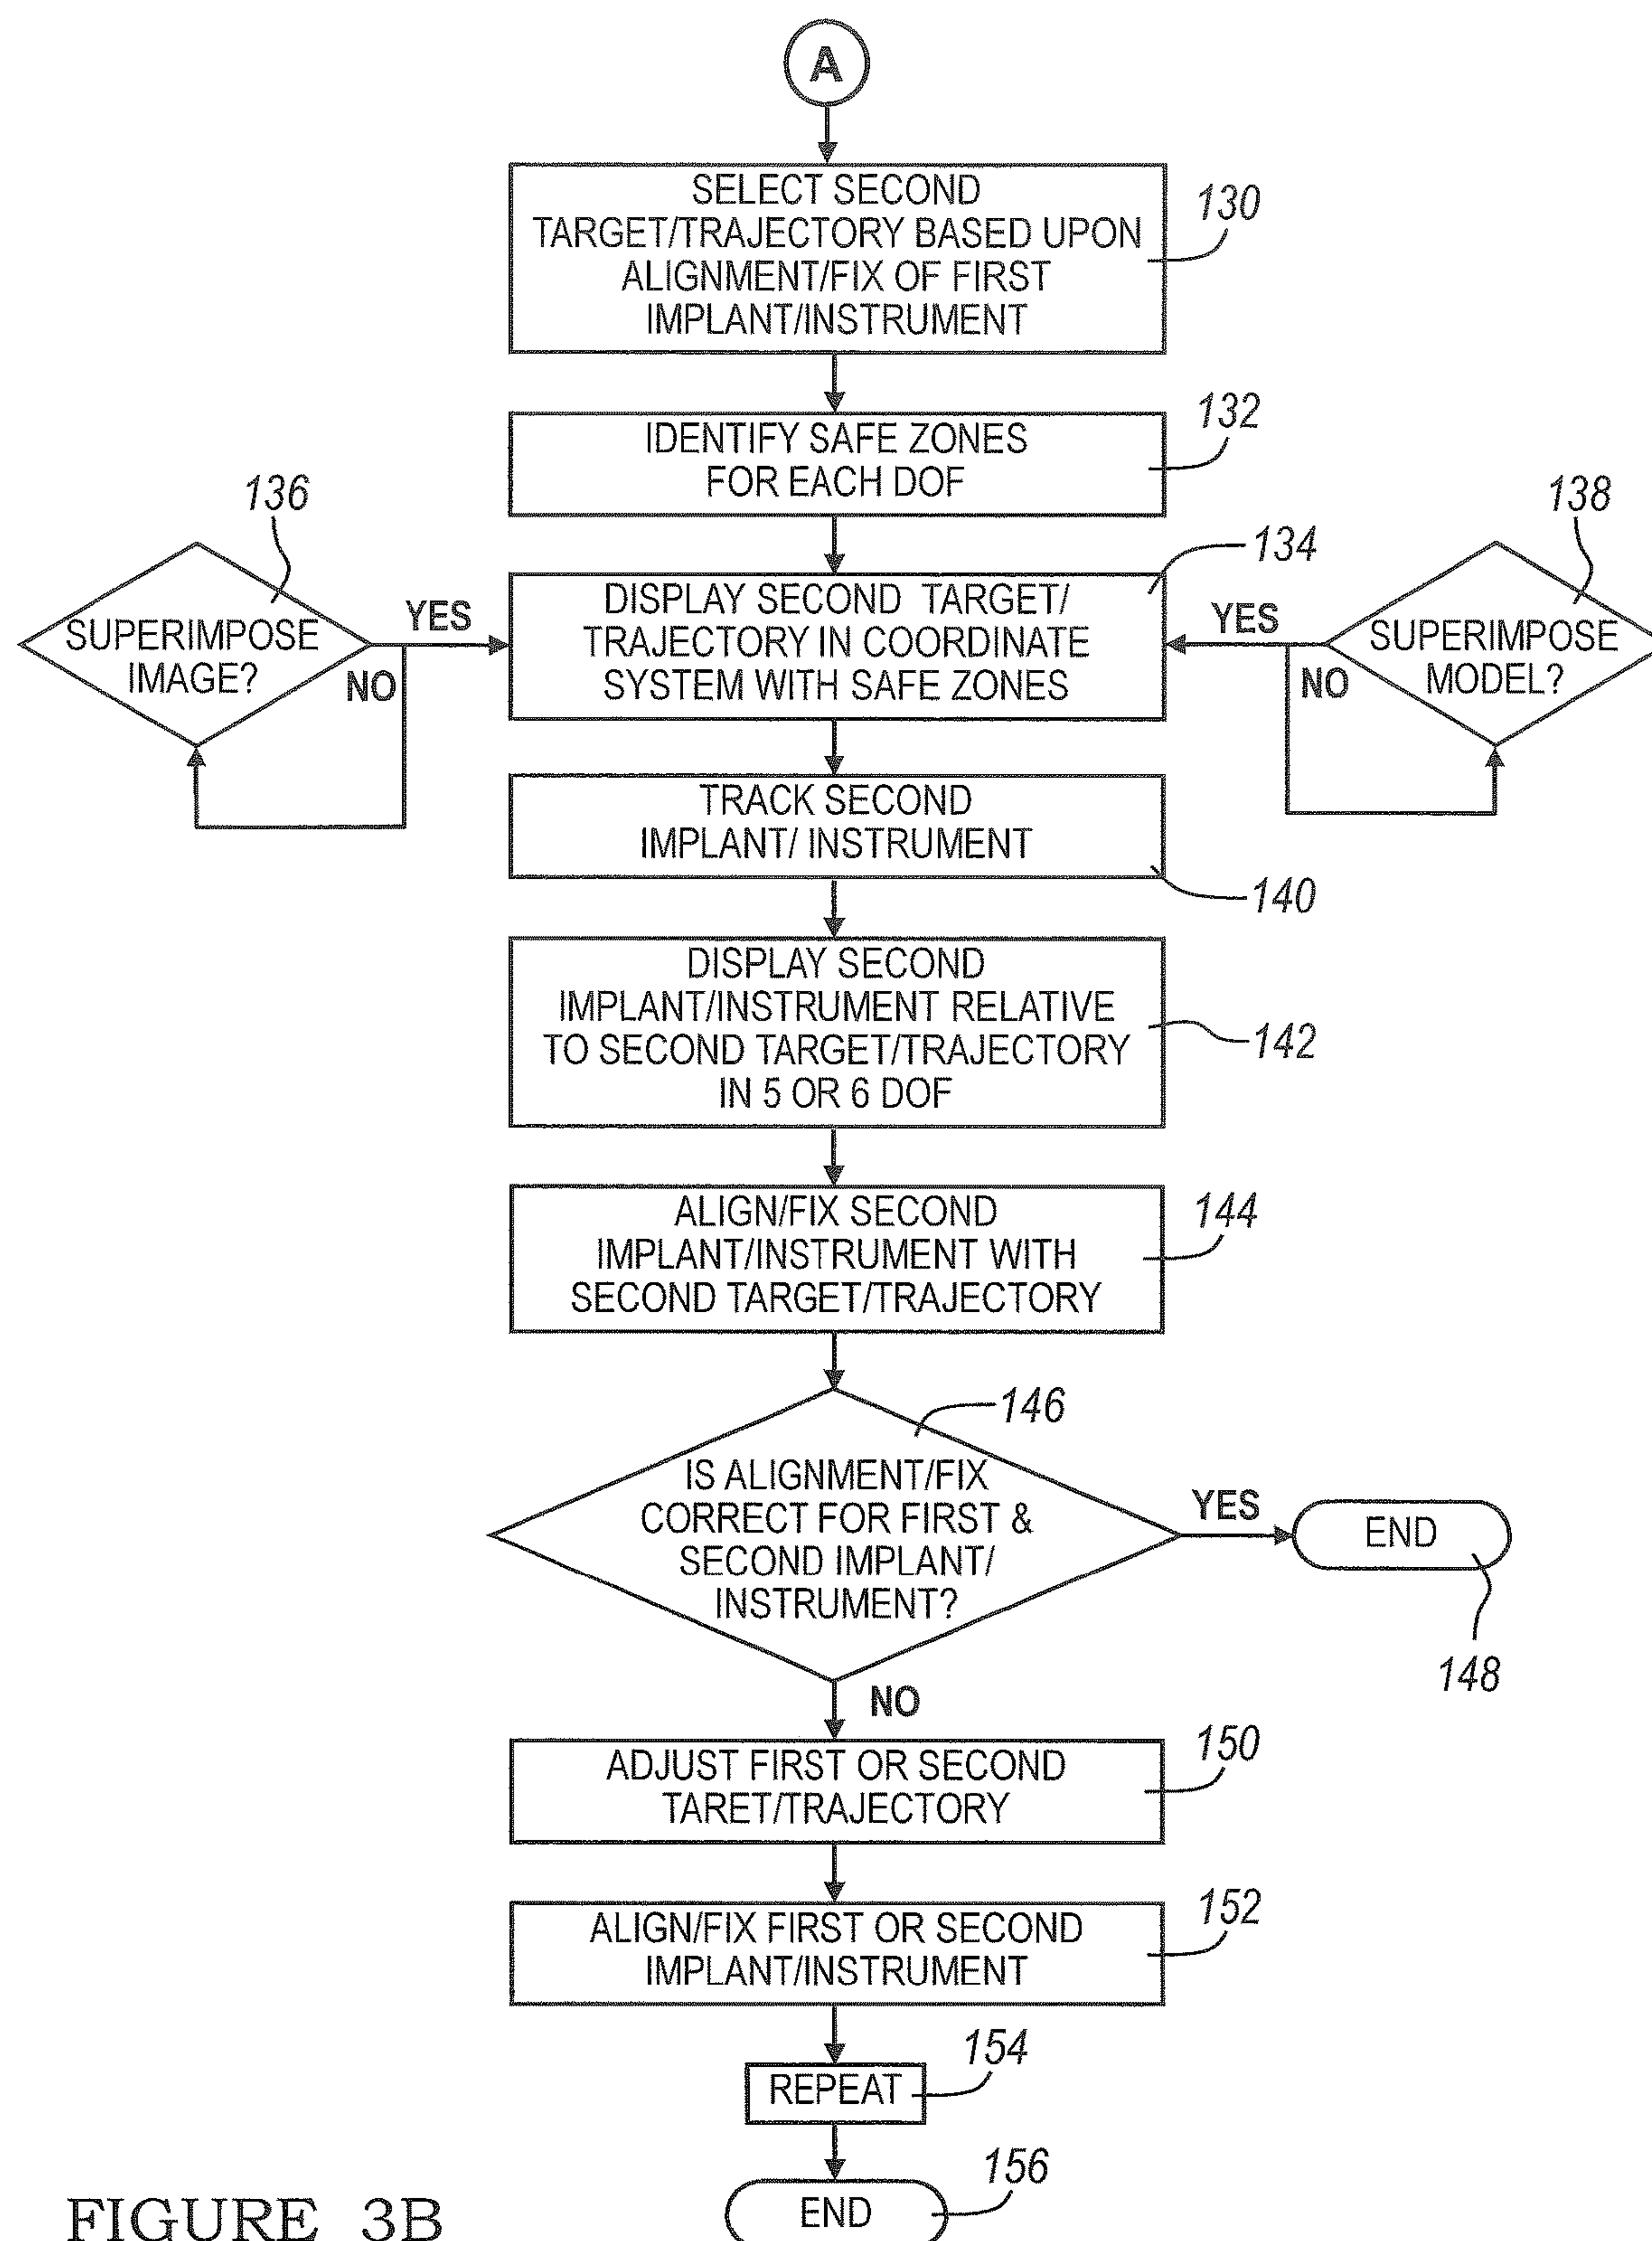 A
SELECT SECOND
TARGET/TRAJECTORY BASED UPON
ALIGNMENT/FIX OF FIRST
IMPLANT/INSTRUMENT
130
IDENTIFY SAFE ZONES
FOR EACH DOF
132
136
SUPERIMPOSE
IMAGE?
YES
NO
DISPLAY SECOND TARGET/
TRAJECTORY IN COORDINATE
SYSTEM WITH SAFE ZONES
134
138
YES
NO
SUPERIMPOSE
MODEL?
TRACK SECOND
IMPLANT/ INSTRUMENT
140
DISPLAY SECOND
IMPLANT/INSTRUMENT RELATIVE
TO SECOND TARGET/TRAJECTORY
IN 5 OR 6 DOF
142
ALIGN/FIX SECOND
IMPLANT/INSTRUMENT WITH
SECOND TARGET/TRAJECTORY
144
146
IS ALIGNMENT/FIX
CORRECT FOR FIRST &
SECOND IMPLANT/
INSTRUMENT?
YES
END
148
NO
ADJUST FIRST OR SECOND
TARET/TRAJECTORY
150
ALIGN/FIX FIRST OR SECOND
IMPLANT/INSTRUMENT
152
REPEAT
154
END
156
FIGURE 3B